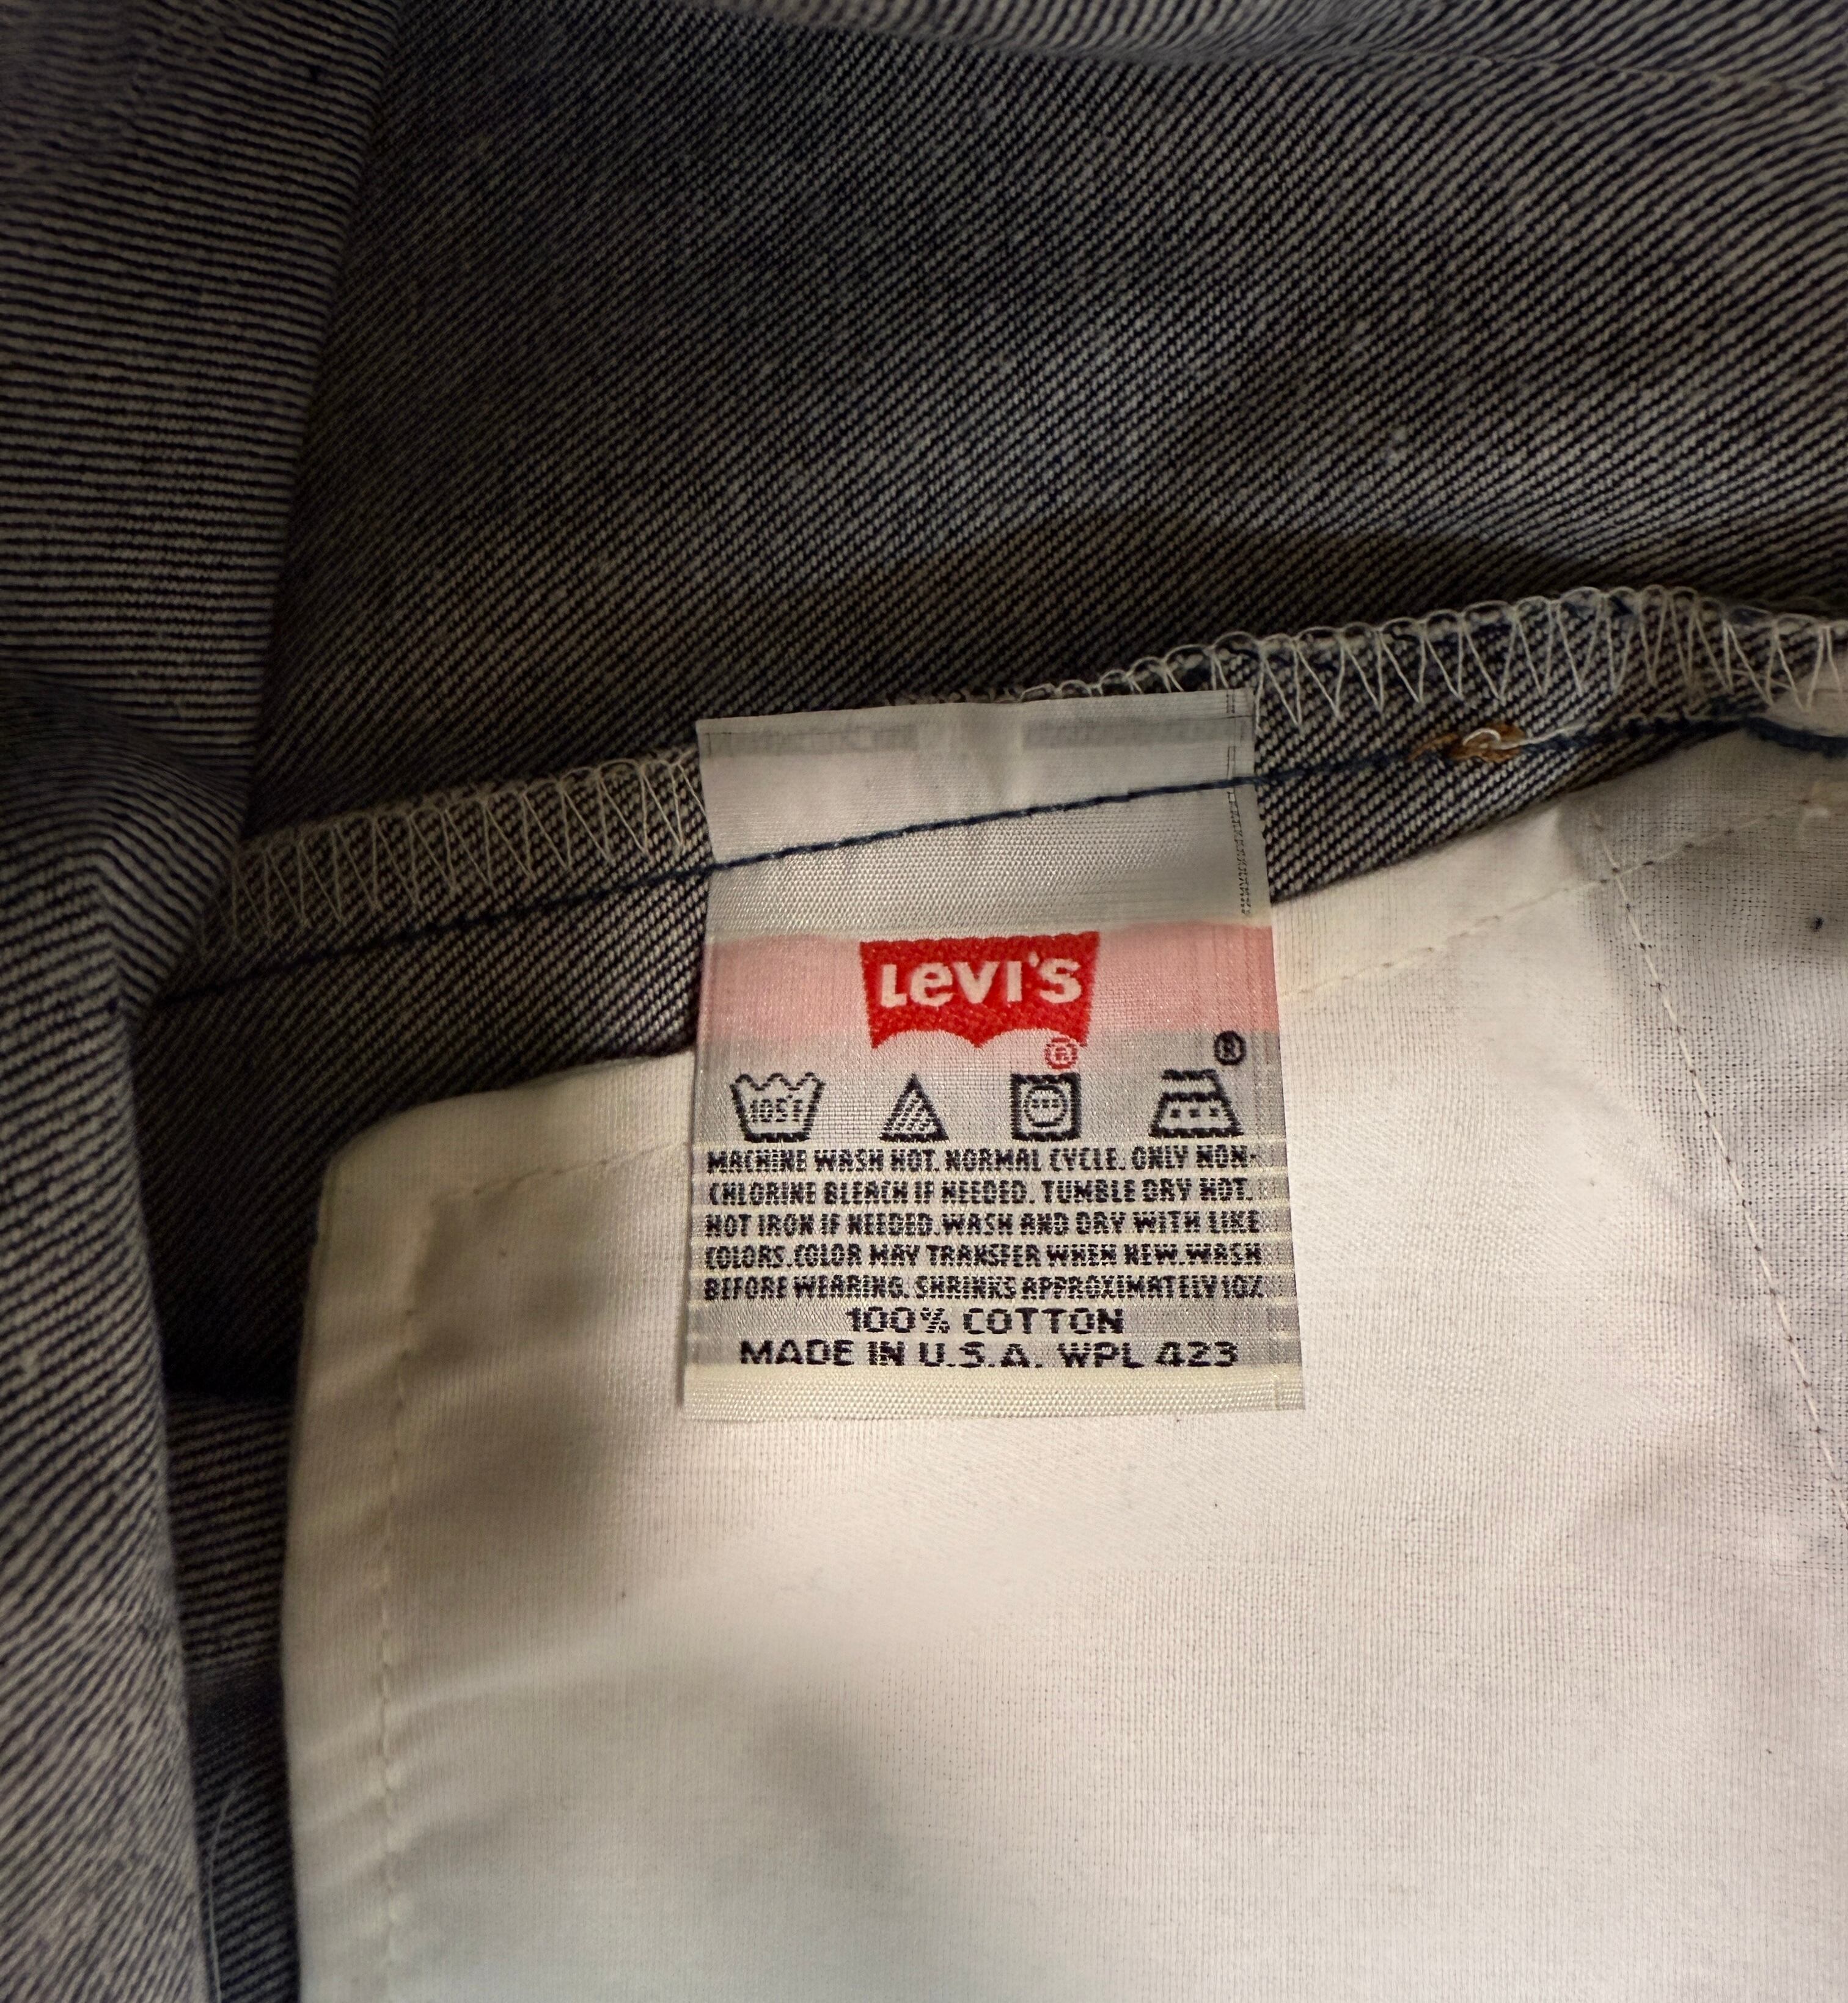 LEVI'S
®
®
105°F
MACHINE WASH HOT. NORMAL CYCLE. ONLY NON-
CHLORINE BLEACH IF NEEDED. TUMBLE DRY HOT.
HOT IRON IF NEEDED. WASH AND DRY WITH LIKE
COLORS. COLOR MAY TRANSFER WHEN NEW. WASH
BEFORE WEARING. SHRINKS APPROXIMATELY 10%
100% COTTON
MADE IN U.S.A. WPL 423